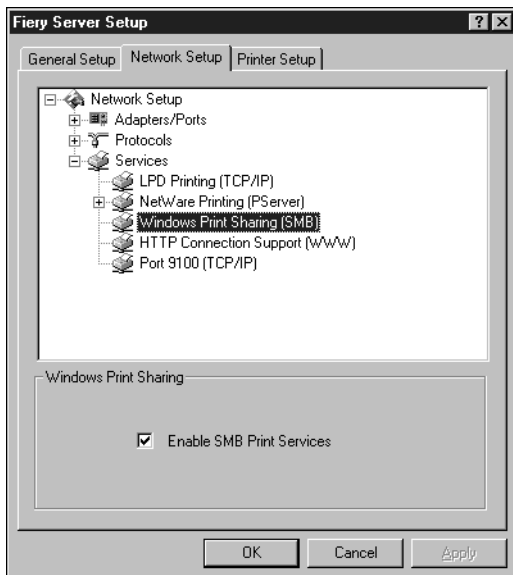 Fiery Server Setup
General Setup
Network Setup
Printer Setup
Network Setup
Adapters/Ports
Protocols
Services
LPD Printing (TCP/IP)
NetWare Printing (PServer)
Windows Print Sharing (SMB)
HTTP Connection Support (WWW)
Port 9100 (TCP/IP)
Windows Print Sharing
Enable SMB Print Services
OK
Cancel
Apply